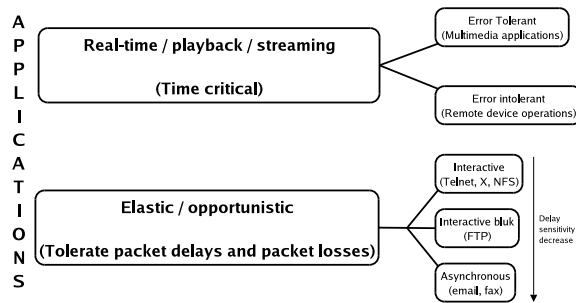 APPLICATIONS
Real-time / playback / streaming
(Time critical)
Error Tolerant
(Multimedia applications)
Error intolerant
(Remote device operations)
Elastic / opportunistic
(Tolerate packet delays and packet losses)
Interactive
(Telnet, X, NFS)
Interactive bluk
(FTP)
Asynchronous
(email, fax)
Delay
sensitivity
decrease